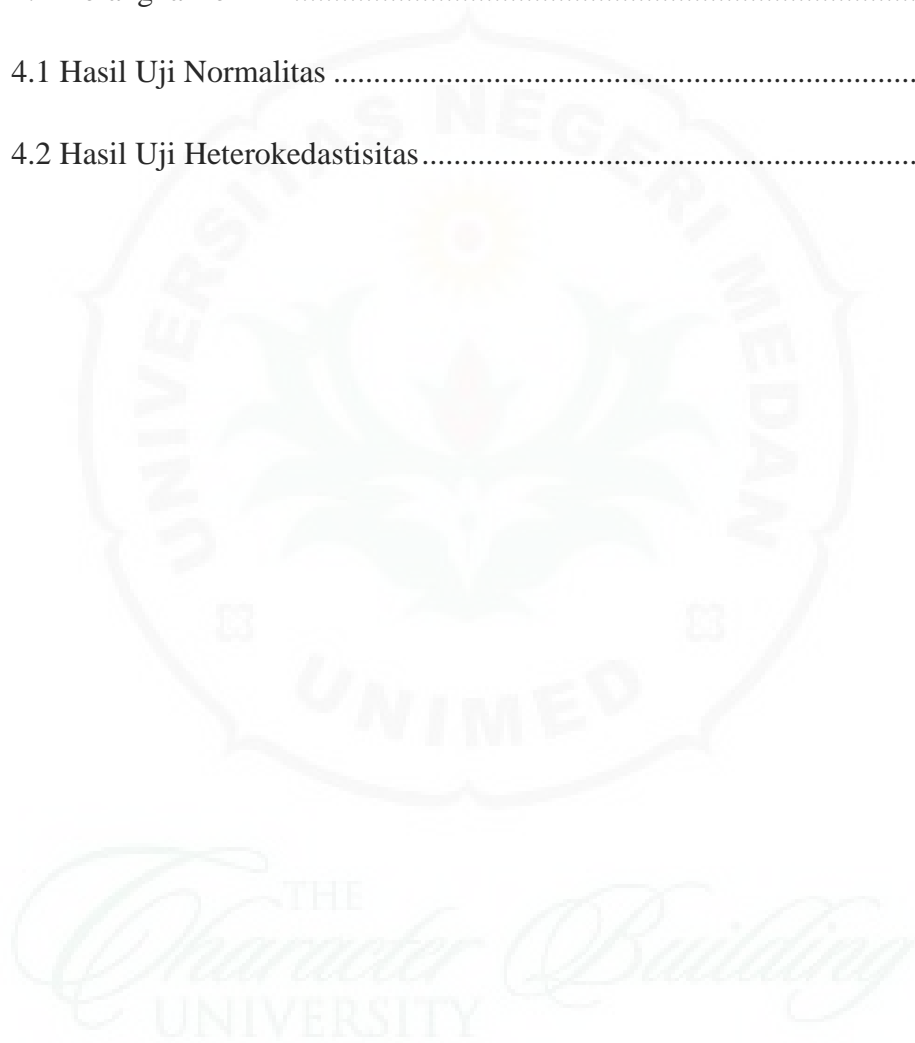 4.1 Hasil Uji Normalitas ..........................................................................
4.2 Hasil Uji Heterokedastisitas...............................................................
UNIVERSITAS NEGERI MEDAN
UNIMED
THE
Character Building
UNIVERSITY